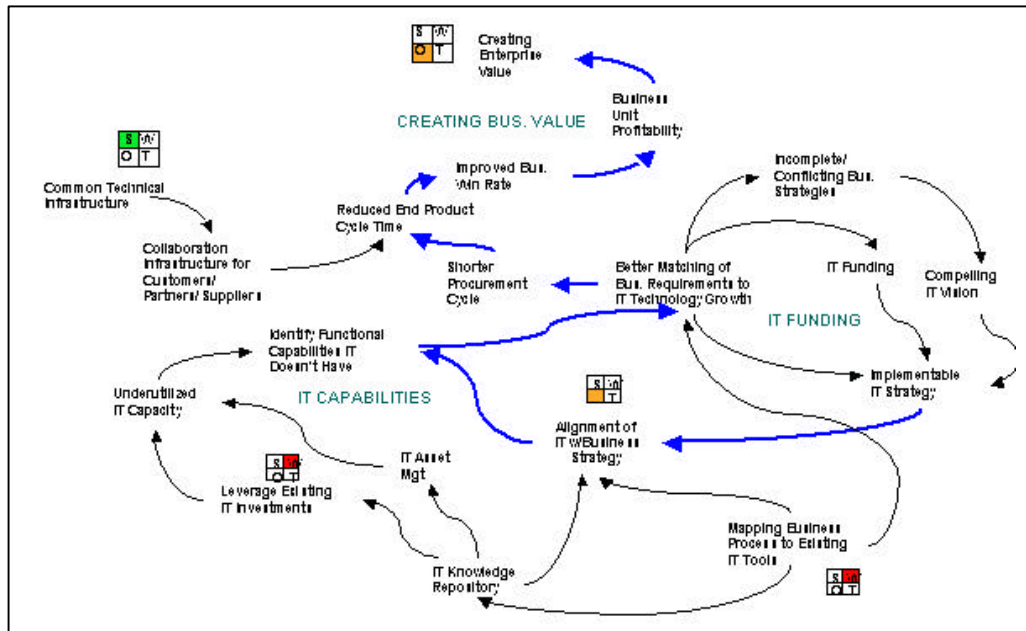 S W
O T
Creating
Enterprise
Value
Business
Unit
Profitability
CREATING BUS. VALUE
S W
O T
Improved Bus.
Win Rate
Incomplete/
Conflicting Bus.
Strategies
Common Technical
Infrastructure
Reduced End Product
Cycle Time
Collaboration
Infrastructure for
Customers/
Partners/ Suppliers
Shorter
Procurement
Cycle
Better Matching of
Bus. Requirements to
IT Technology Growth
IT Funding
Compelling
IT Vision
IT FUNDING
Identify Functional
Capabilities IT
Doesn't Have
Implementable
IT Strategy
Underutilized
IT Capacity
IT CAPABILITIES
S W
T
Alignment of
IT w/Business
Strategy
IT Asset
Mgt
S W
O T
Leverage Existing
IT Investments
Mapping Business
Process to Existing
IT Tools
IT Knowledge
Repository
S W
O T